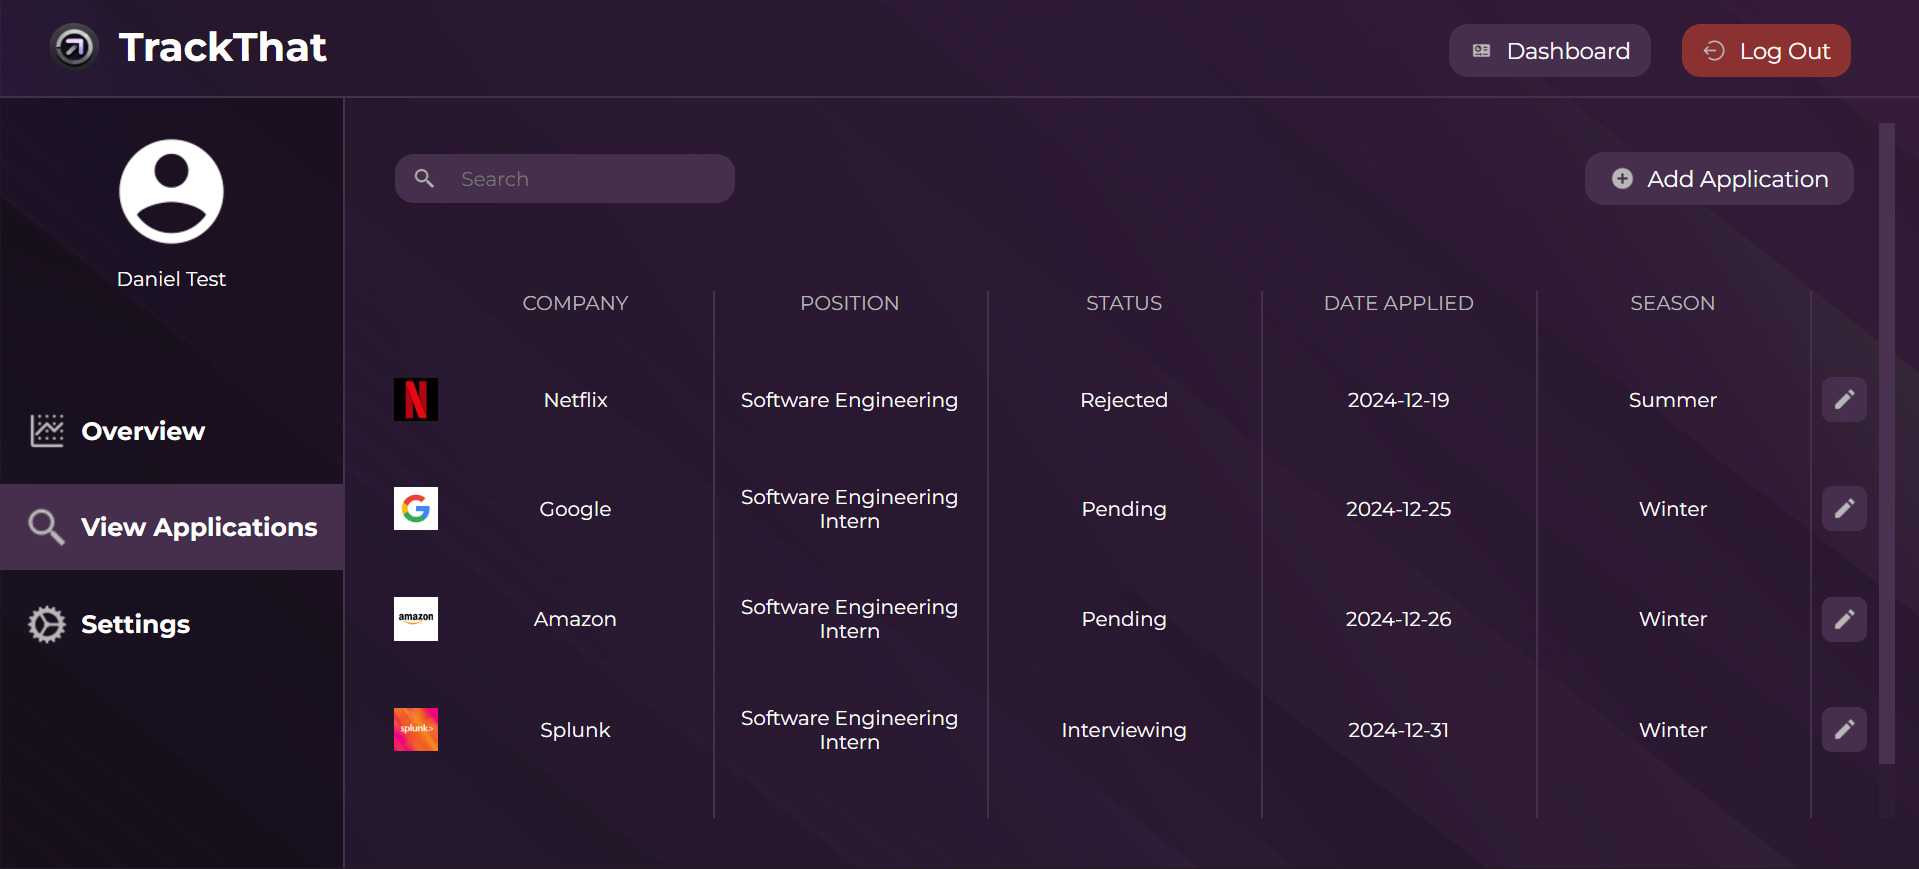 TrackThat
Dashboard
Log Out
Daniel Test
Overview
View Applications
Settings
Search
Add Application
COMPANY POSITION STATUS DATE APPLIED SEASON
Netflix Software Engineering Rejected 2024-12-19 Summer
N
G
Google Software Engineering Intern Pending 2024-12-25 Winter
amazon
Amazon Software Engineering Intern Pending 2024-12-26 Winter
splunk>
Splunk Software Engineering Intern Interviewing 2024-12-31 Winter